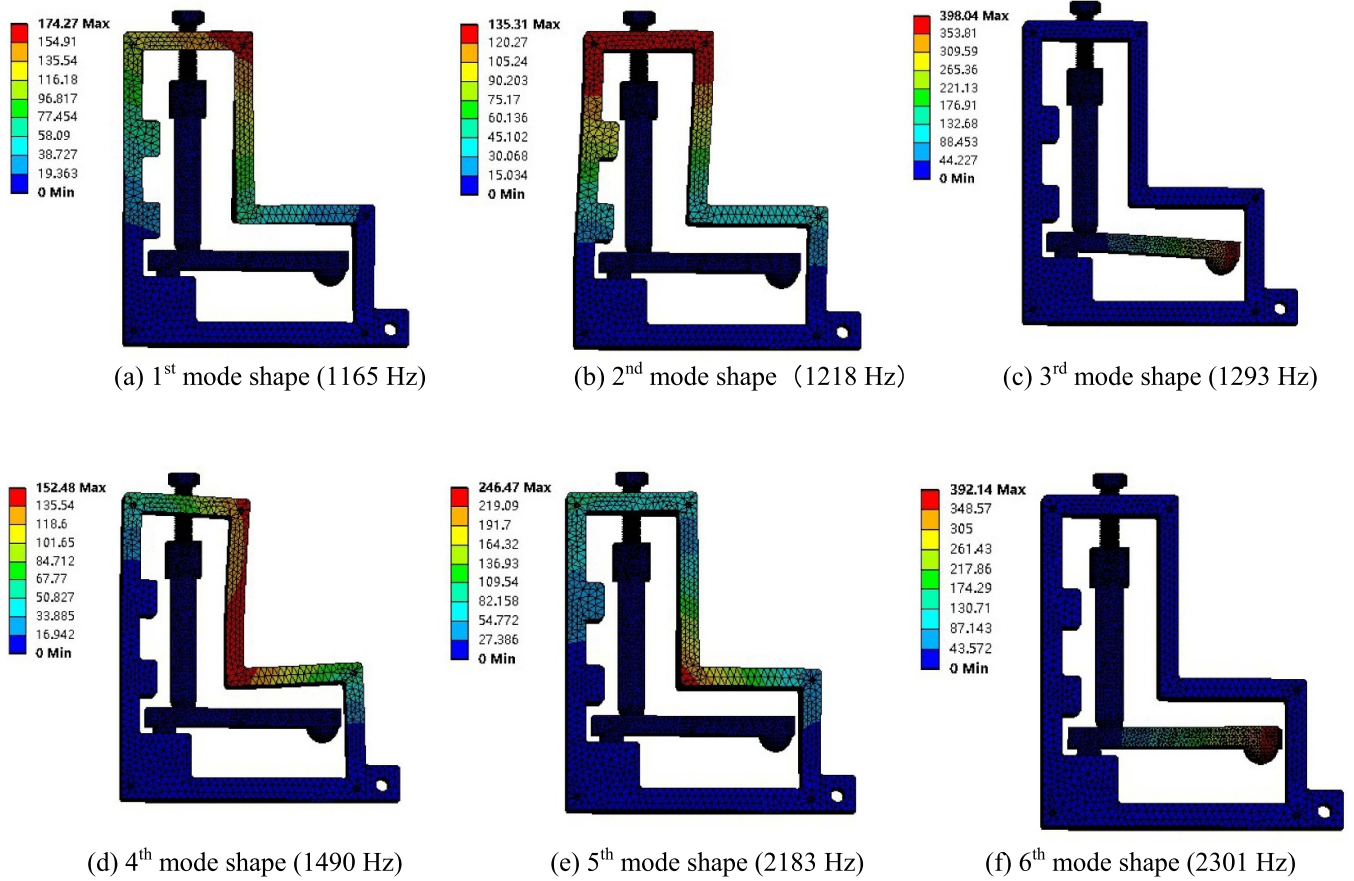 174.27 Max
154.91
135.54
116.18
96.817
77.454
58.09
38.727
19.363
0 Min
(a) 1st mode shape (1165 Hz)
135.31 Max
120.27
105.24
90.203
75.17
60.136
45.102
30.068
15.034
0 Min
(b) 2nd mode shape（1218 Hz）
398.04 Max
353.81
309.59
265.36
221.13
176.91
132.68
88.453
44.227
0 Min
(c) 3rd mode shape (1293 Hz)
152.48 Max
135.54
118.6
101.65
84.712
67.77
50.827
33.885
16.942
0 Min
(d) 4th mode shape (1490 Hz)
246.47 Max
219.09
191.7
164.32
136.93
109.54
82.158
54.772
27.386
0 Min
(e) 5th mode shape (2183 Hz)
392.14 Max
348.57
305
261.43
217.86
174.29
130.71
87.143
43.572
0 Min
(f) 6th mode shape (2301 Hz)